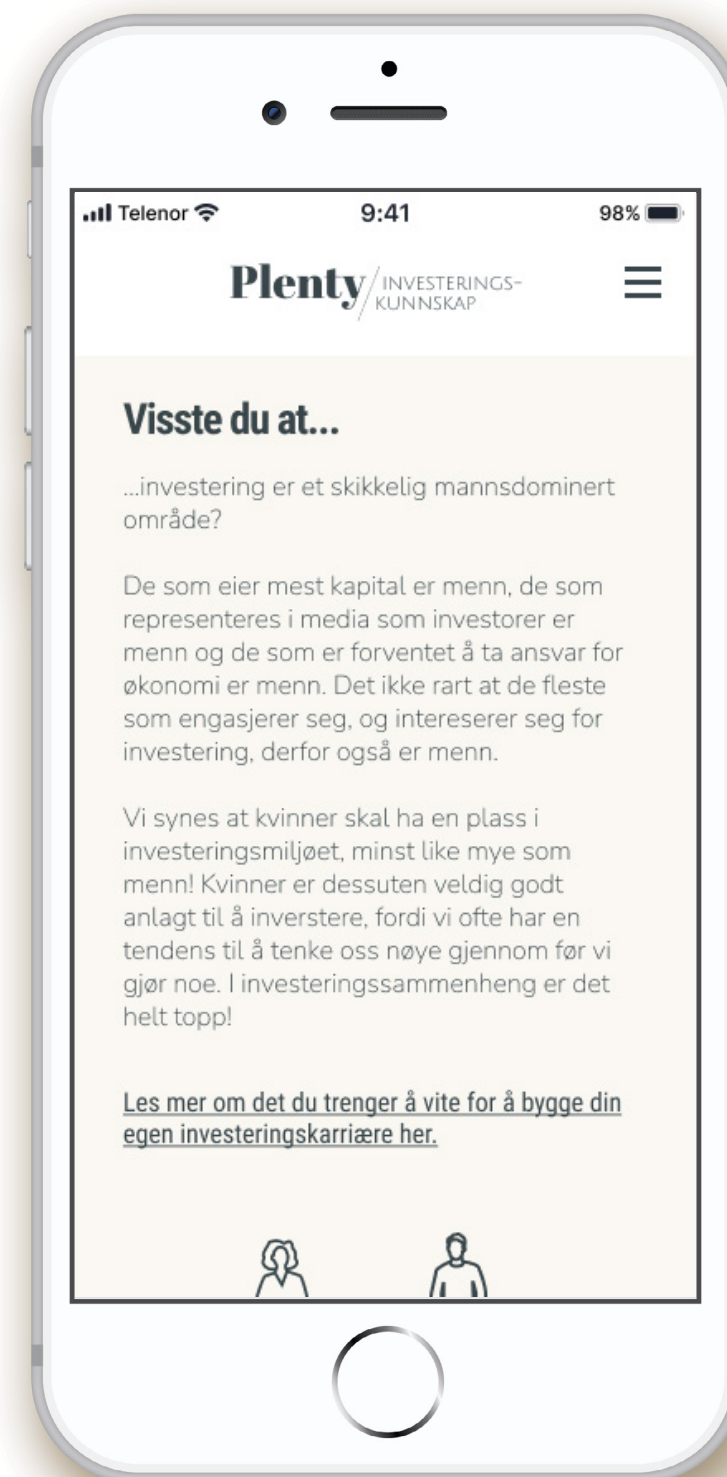 Telenor 9:41 98%
Plenty INVESTERINGS-
KUNNSKAP
Visste du at...
...investering er et skikkelig mannsdominert
område?
De som eier mest kapital er menn, de som
representeres i media som investorer er
menn og de som er forventet å ta ansvar for
økonomi er menn. Det ikke rart at de fleste
som engasjerer seg, og intereserer seg for
investering, derfor også er menn.
Vi synes at kvinner skal ha en plass i
investeringsmiljøet, minst like mye som
menn! Kvinner er dessuten veldig godt
anlagt til å inverstere, fordi vi ofte har en
tendens til å tenke oss nøye gjennom før vi
gjør noe. I investeringssammenheng er det
helt topp!
Les mer om det du trenger å vite for å bygge din
egen investeringskarriære her.